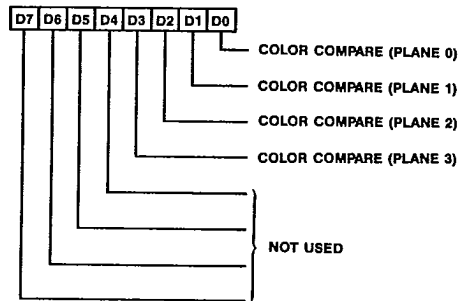 D7 D6 D5 D4 D3 D2 D1 D0
COLOR COMPARE (PLANE 0)
COLOR COMPARE (PLANE 1)
COLOR COMPARE (PLANE 2)
COLOR COMPARE (PLANE 3)
NOT USED